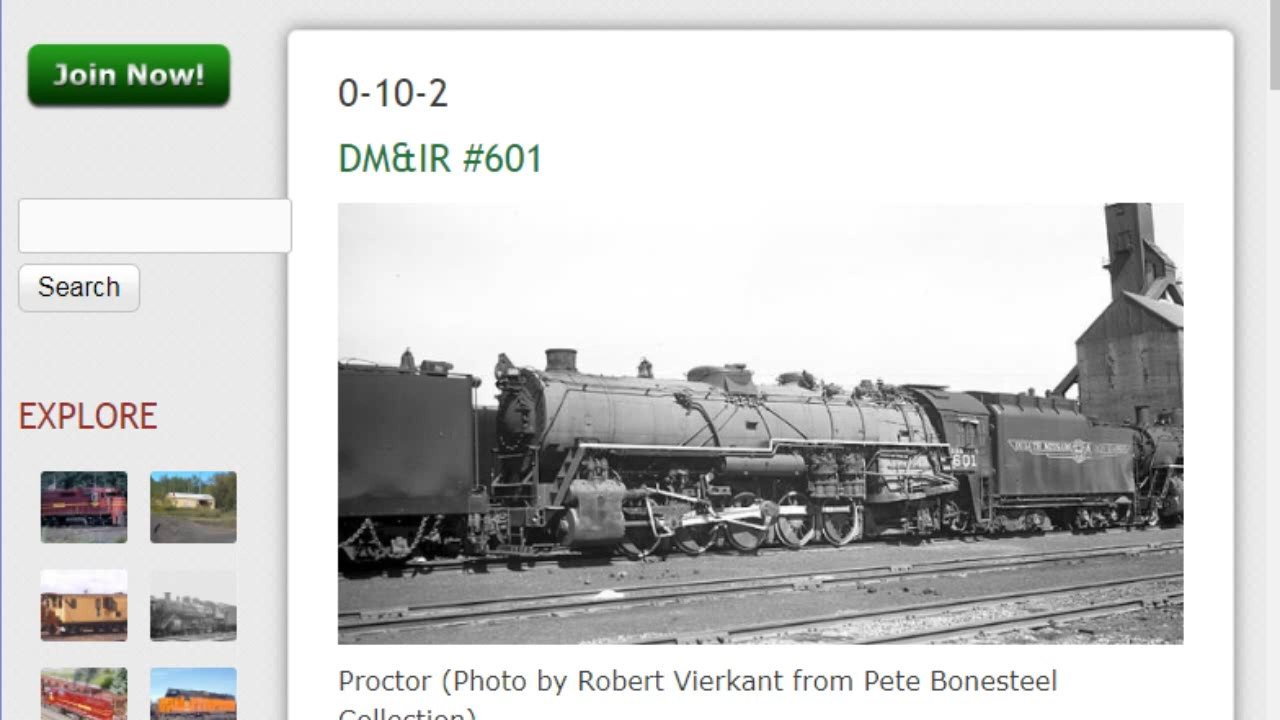 Join Now!
0-10-2
DM&IR #601
Search
601
EXPLORE
Proctor (Photo by Robert Vierkant from Pete Bonesteel
Collection)